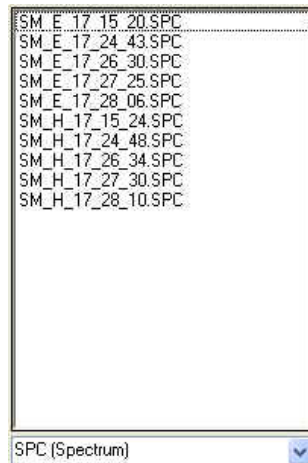 SM_E_17_15_20.SPC
SM_E_17_24_43.SPC
SM_E_17_26_30.SPC
SM_E_17_27_25.SPC
SM_E_17_28_06.SPC
SM_H_17_15_24.SPC
SM_H_17_24_48.SPC
SM_H_17_26_34.SPC
SM_H_17_27_30.SPC
SM_H_17_28_10.SPC
SPC (Spectrum)